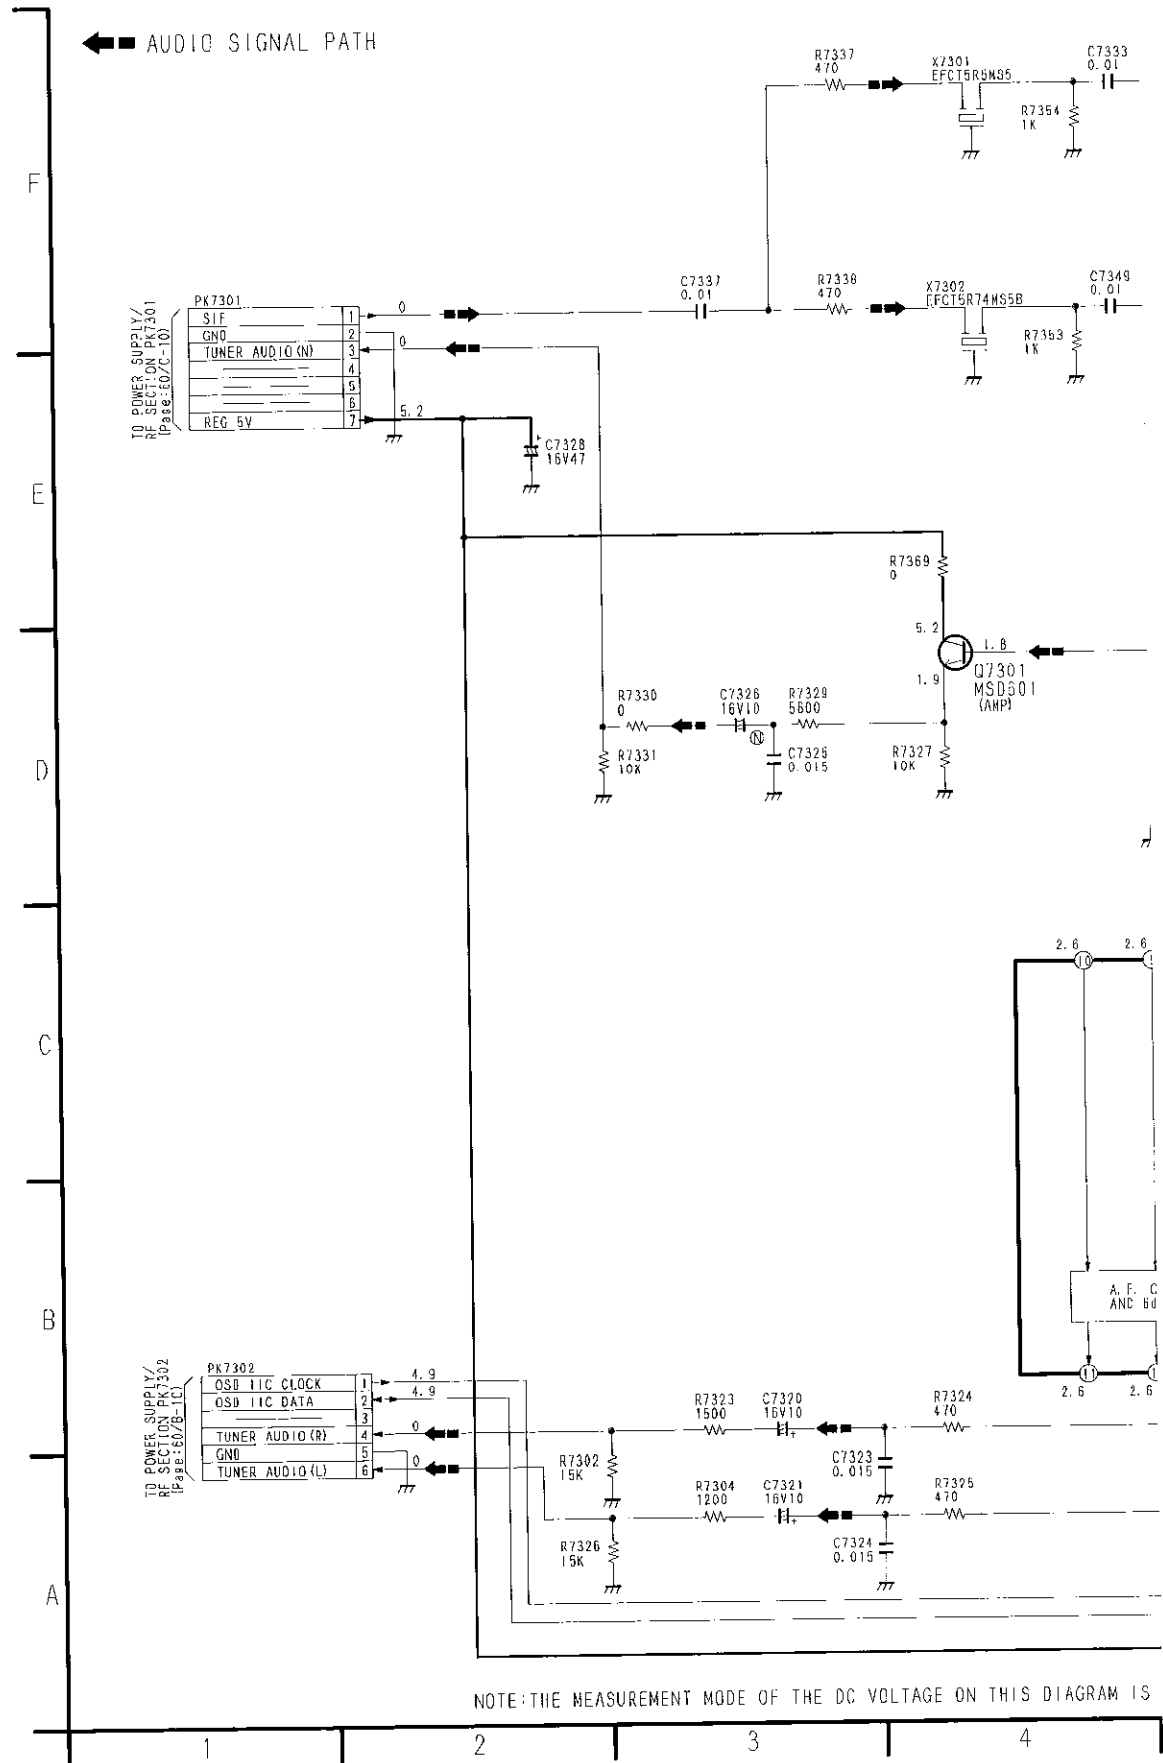 AUDIO SIGNAL PATH
R7337
470
X7301
EFCT5R5MS5
C7333
0.01
R7354
1K
F
C7337
0.01
R7338
470
X7302
EFCT5R74MS5B
C7349
0.01
R7353
1K
TO POWER SUPPLY/
RF SECTION PK7301
(Page:60/C-10)
PK7301
SIF 1 0
GND 2
TUNER AUDIO(N) 3 0
4
5
6
REG 5V 7 5.2
C7328
16V47
E
R7369
0
5.2
1.8
Q7301
MSD601
(AMP)
1.9
R7330
0
C7326
16V10
R7329
5600
N
R7331
10K
C7325
0.015
R7327
10K
D
2.6 2.6
10
C
A.F.
AND
B
11
2.6 2.6
TO POWER SUPPLY/
RF SECTION PK7302
PK7302
OSD IIC CLOCK 1 4.9
OSD IIC DATA 2 4.9
3
TUNER AUDIO(R) 4 0
GND 5
TUNER AUDIO(L) 6 0
R7323
1500
C7320
16V10
R7324
470
R7302
15K
C7323
0.015
R7304
1200
C7321
16V10
R7325
470
R7326
15K
C7324
0.015
A
NOTE:THE MEASUREMENT MODE OF THE DC VOLTAGE ON THIS DIAGRAM IS
1 2 3 4